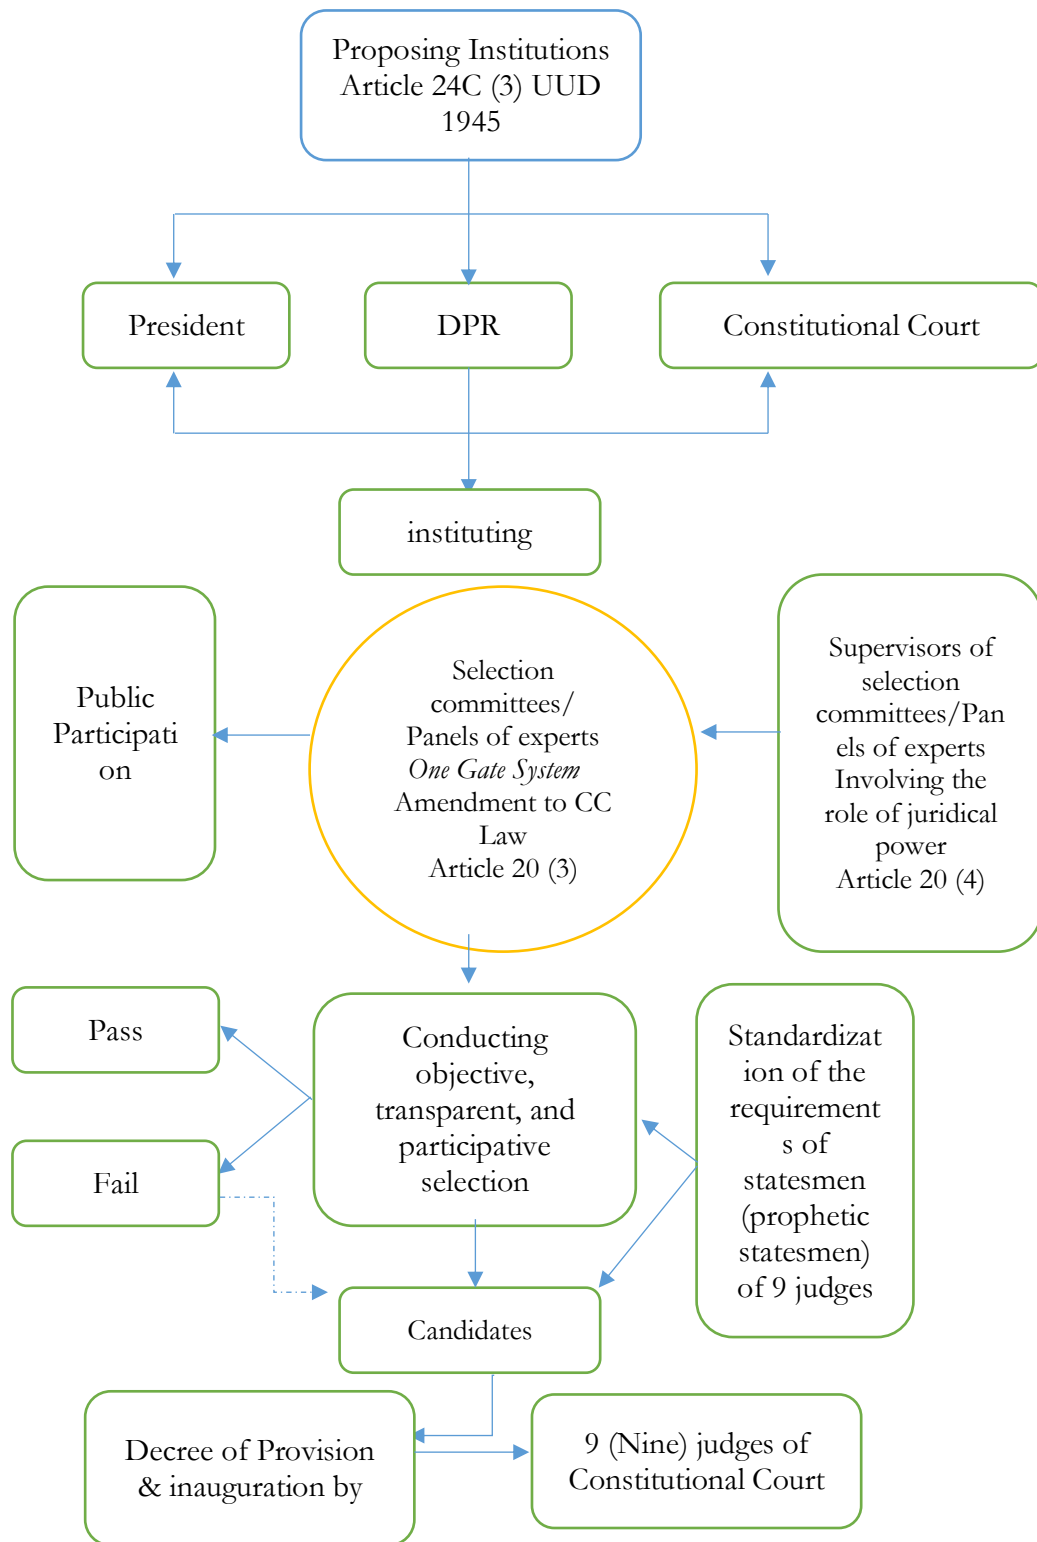 Proposing Institutions
Article 24C (3) UUD
1945
President
DPR
Constitutional Court
instituting
Public
Participati
on
Selection
committees/
Panels of experts
One Gate System
Amendment to CC
Law
Article 20 (3)
Supervisors of
selection
committees/Pan
els of experts
Involving the
role of juridical
power
Article 20 (4)
Pass
Fail
Conducting
objective,
transparent, and
participative
selection
Standardizat
ion of the
requirement
s of
statesmen
(prophetic
statesmen)
of 9 judges
Candidates
Decree of Provision
& inauguration by
9 (Nine) judges of
Constitutional Court